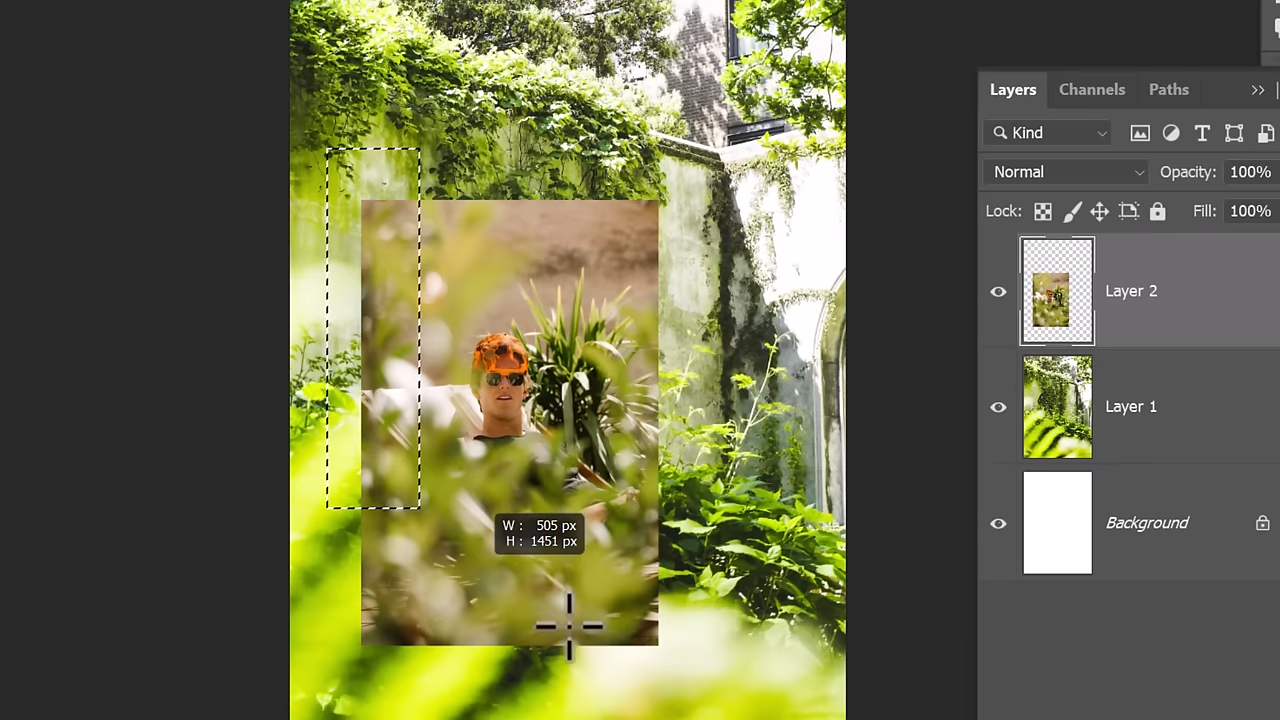 Layers Channels Paths
Kind
Normal Opacity: 100%
Lock: Fill: 100%
Layer 2
Layer 1
Background
W : 505 px
H : 1451 px